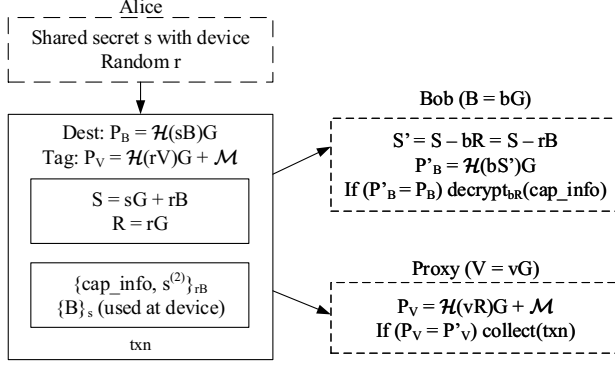 Alice
Shared secret s with device
Random r
Dest: P_B = 𝓗(sB)G
Tag: P_V = 𝓗(rV)G + 𝓜
S = sG + rB
R = rG
{cap_info, s⁽²⁾}_rB
{B}_s (used at device)
txn
Bob (B = bG)
S' = S – bR = S – rB
P'_B = 𝓗(bS')G
If (P'_B = P_B) decrypt_bR(cap_info)
Proxy (V = vG)
P_V = 𝓗(vR)G + 𝓜
If (P_V = P'_V) collect(txn)